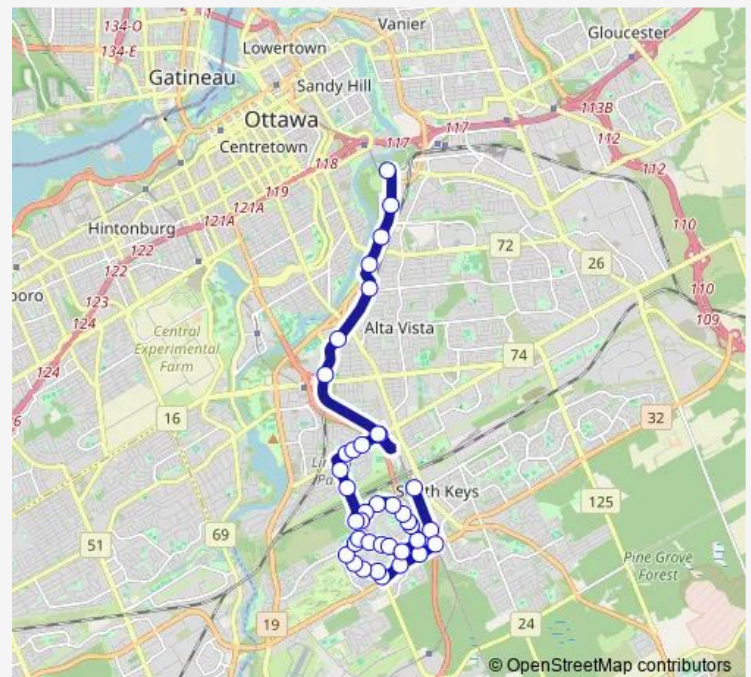 134-O
134-E
Vanier
Gloucester
Lowertown
Gatineau
Sandy Hill
113B
Ottawa
117
117
112
Centretown
118
112
119
121A
121A
110
Hintonburg
122
72
26
122
110
123
109
124
Alta Vista
Central
Experimental
Farm
74
124
16
32
South Keys
125
51
69
Pine Grove
Forest
19
24
© OpenStreetMap contributors